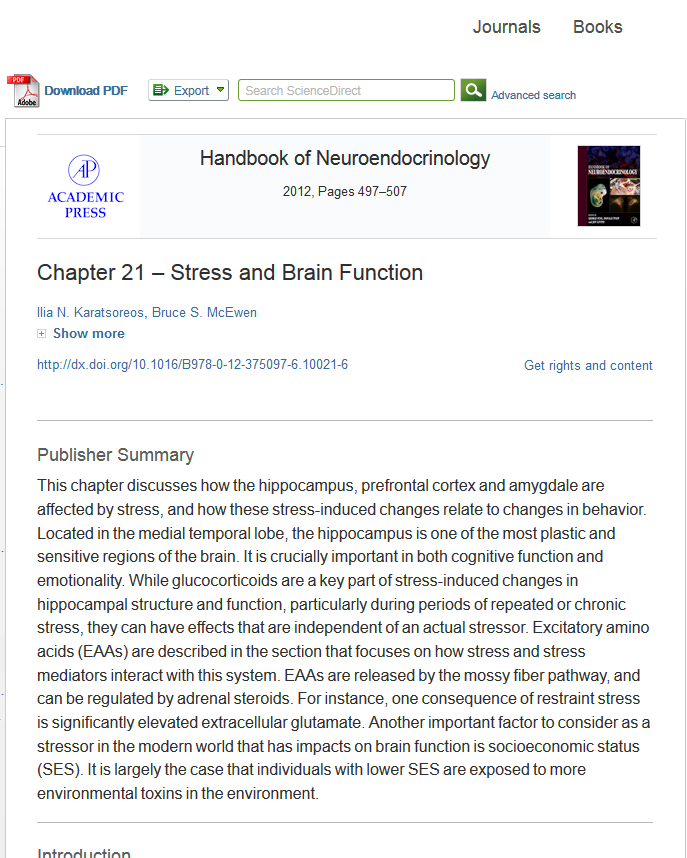 Journals Books
PDF
Adobe
Download PDF Export Search ScienceDirect Advanced search
AP
ACADEMIC
PRESS
Handbook of Neuroendocrinology
2012, Pages 497–507
HANDBOOK OF
NEUROENDOCRINOLOGY
Chapter 21 – Stress and Brain Function
Ilia N. Karatsoreos, Bruce S. McEwen
Show more
http://dx.doi.org/10.1016/B978-0-12-375097-6.10021-6 Get rights and content
Publisher Summary
This chapter discusses how the hippocampus, prefrontal cortex and amygdale are
affected by stress, and how these stress-induced changes relate to changes in behavior.
Located in the medial temporal lobe, the hippocampus is one of the most plastic and
sensitive regions of the brain. It is crucially important in both cognitive function and
emotionality. While glucocorticoids are a key part of stress-induced changes in
hippocampal structure and function, particularly during periods of repeated or chronic
stress, they can have effects that are independent of an actual stressor. Excitatory amino
acids (EAAs) are described in the section that focuses on how stress and stress
mediators interact with this system. EAAs are released by the mossy fiber pathway, and
can be regulated by adrenal steroids. For instance, one consequence of restraint stress
is significantly elevated extracellular glutamate. Another important factor to consider as a
stressor in the modern world that has impacts on brain function is socioeconomic status
(SES). It is largely the case that individuals with lower SES are exposed to more
environmental toxins in the environment.
Introduction